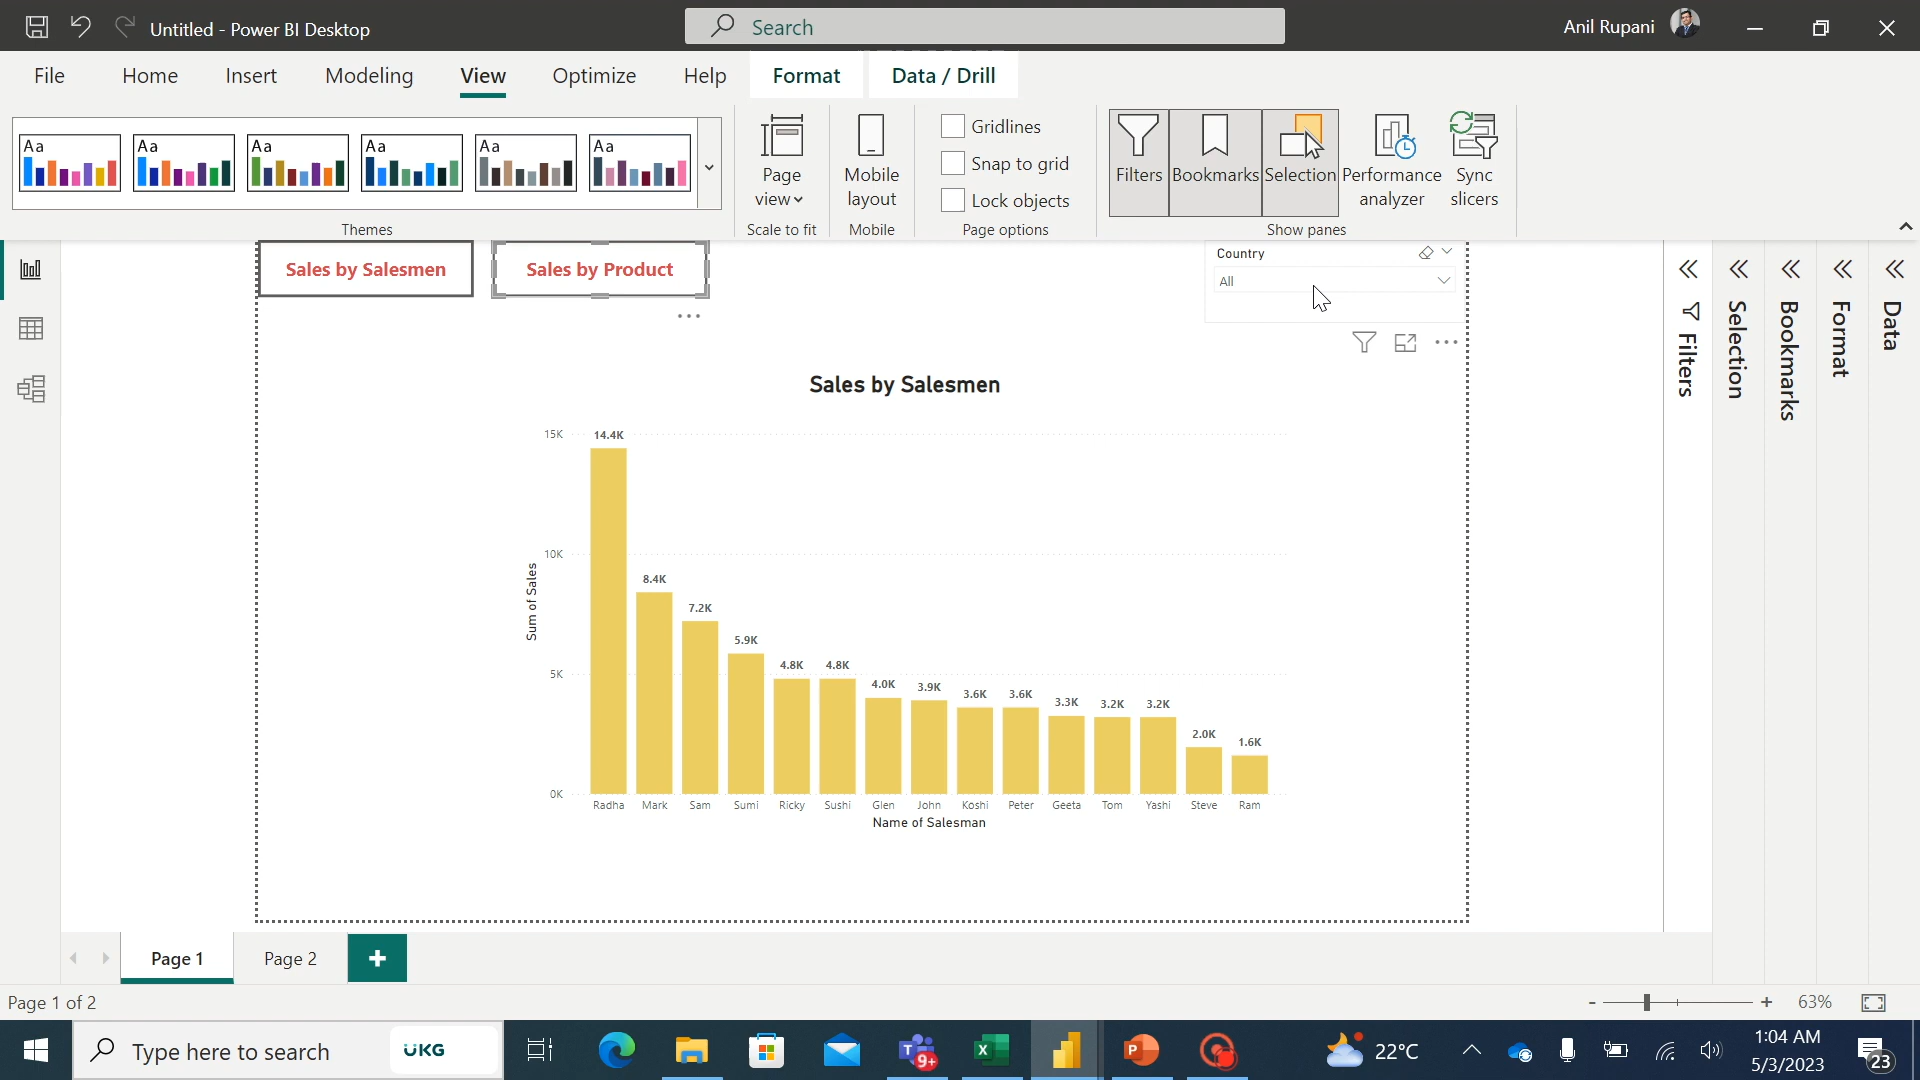 Untitled - Power BI Desktop
Search
Anil Rupani
File Home Insert Modeling View Optimize Help Format Data / Drill
Aa Aa Aa Aa Aa Aa
Page view
Mobile layout
Gridlines
Snap to grid
Lock objects
Filters
Bookmarks
Selection
Performance analyzer
Sync slicers
Themes
Scale to fit
Mobile
Page options
Show panes
Sales by Salesmen
Sales by Product
Country
All
Filters
Selection
Bookmarks
Format
Data
Sales by Salesmen
Sum of Sales
15K
10K
5K
0K
14.4K
8.4K
7.2K
5.9K
4.8K
4.8K
4.0K
3.9K
3.6K
3.6K
3.3K
3.2K
3.2K
2.0K
1.6K
Radha Mark Sam Sumi Ricky Sushi Glen John Koshi Peter Geeta Tom Yashi Steve Ram
Name of Salesman
Page 1
Page 2
+
Page 1 of 2
- + 63%
Type here to search
UKG
9+
22°C
1:04 AM
5/3/2023
23